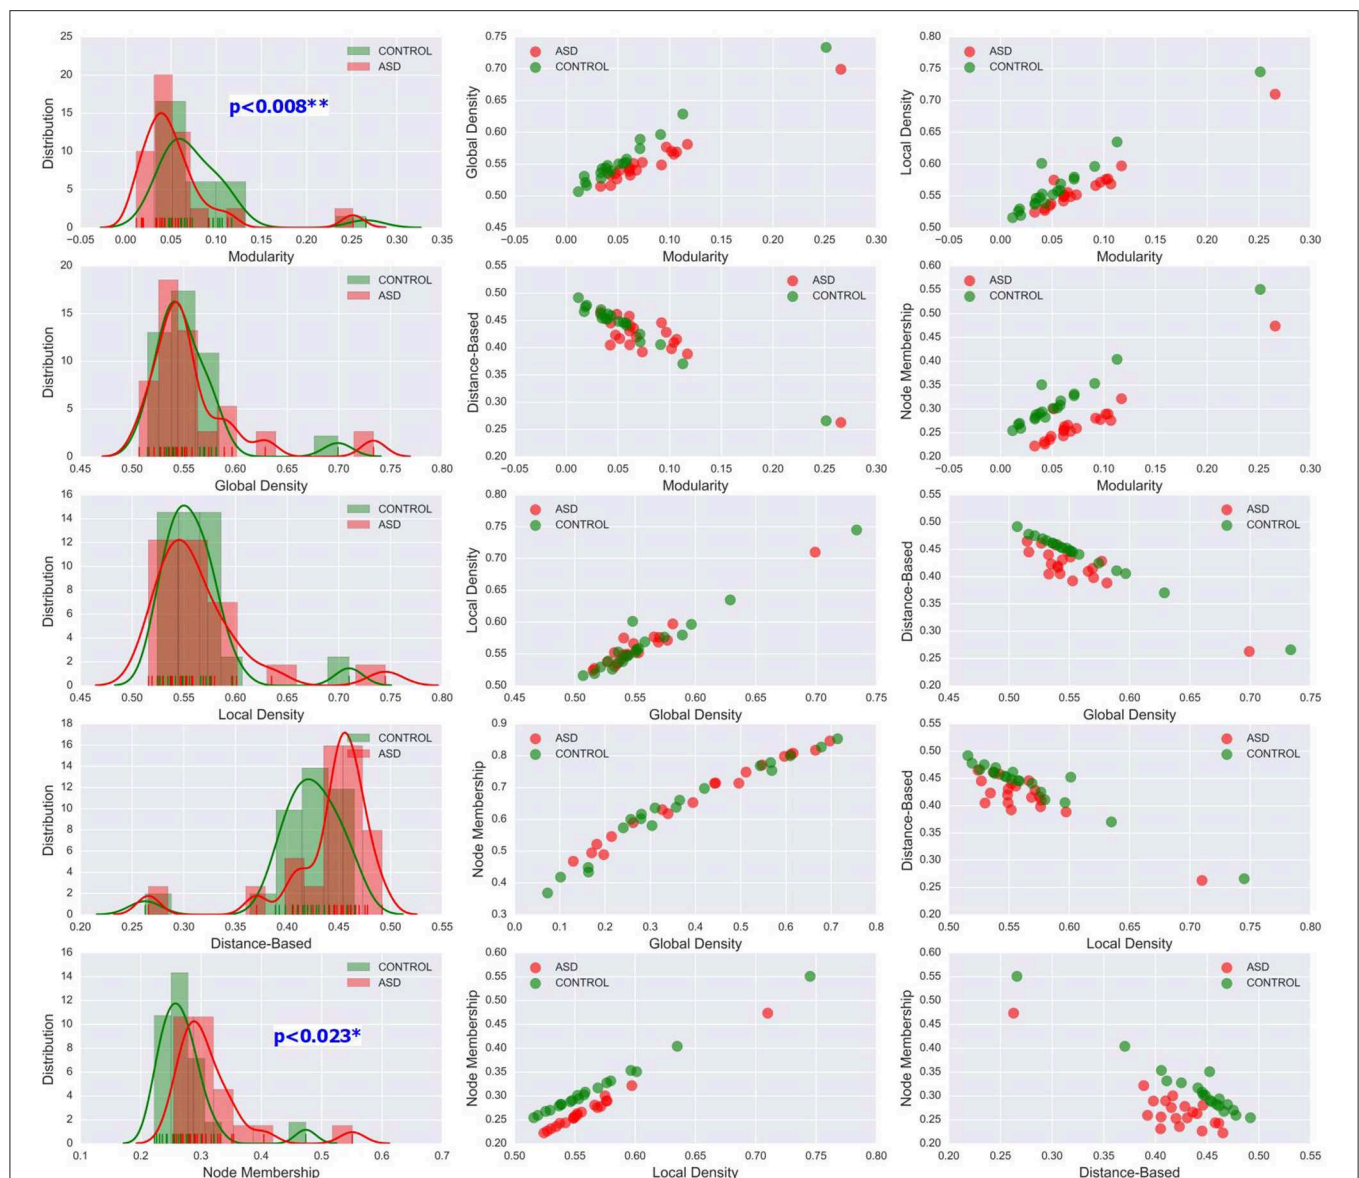 25
20
15
10
5
0
Distribution
CONTROL
ASD
p<0.008**
−0.05 0.00 0.05 0.00 0.15 0.20 0.25 0.30 0.35
Modularity
0.75
0.70
0.65
0.60
0.55
0.50
0.45
Global Density
ASD
CONTROL
−0.05 0.00 0.05 0.10 0.15 0.20 0.25 0.30
Modularity
0.80
0.75
0.70
0.65
0.60
0.55
0.50
Local Density
ASD
CONTROL
−0.05 0.00 0.05 0.10 0.15 0.20 0.25 0.30
Modularity
20
15
10
5
0
Distribution
CONTROL
ASD
0.45 0.50 0.55 0.60 0.65 0.70 0.75 0.80
Global Density
0.55
0.50
0.45
0.40
0.35
0.30
0.25
0.20
Distance-Based
ASD
CONTROL
−0.05 0.00 0.05 0.10 0.15 0.20 0.25 0.30
Modularity
0.60
0.55
0.50
0.45
0.40
0.35
0.30
0.25
0.20
Node Membership
ASD
CONTROL
−0.05 0.00 0.05 0.10 0.15 0.20 0.25 0.30
Modularity
16
14
12
10
8
6
4
2
0
Distribution
CONTROL
ASD
0.45 0.50 0.55 0.60 0.65 0.70 0.75 0.80
Local Density
0.80
0.75
0.70
0.65
0.60
0.55
0.50
Local Density
ASD
CONTROL
0.45 0.50 0.55 0.60 0.65 0.70 0.75
Global Density
0.55
0.50
0.45
0.40
0.35
0.30
0.25
0.20
Distance-Based
ASD
CONTROL
0.45 0.50 0.55 0.60 0.65 0.70 0.75
Global Density
18
16
14
12
10
8
6
4
2
0
Distribution
CONTROL
ASD
0.20 0.25 0.30 0.35 0.40 0.45 0.50 0.55
Distance-Based
0.9
0.8
0.7
0.6
0.5
0.4
0.3
Node Membership
ASD
CONTROL
0.0 0.1 0.2 0.3 0.4 0.5 0.6 0.7 0.8
Global Density
0.55
0.50
0.45
0.40
0.35
0.30
0.25
0.20
Distance-Based
ASD
CONTROL
0.50 0.55 0.60 0.65 0.70 0.75 0.80
Local Density
16
14
12
10
8
6
4
2
0
Distribution
CONTROL
ASD
p<0.023*
0.1 0.2 0.3 0.4 0.5 0.6 0.7
Node Membership
0.60
0.55
0.50
0.45
0.40
0.35
0.30
0.25
0.20
Node Membership
ASD
CONTROL
0.50 0.55 0.60 0.65 0.70 0.75 0.80
Local Density
0.60
0.55
0.50
0.45
0.40
0.35
0.30
0.25
0.20
Node Membership
ASD
CONTROL
0.20 0.25 0.30 0.35 0.40 0.45 0.50 0.55
Distance-Based